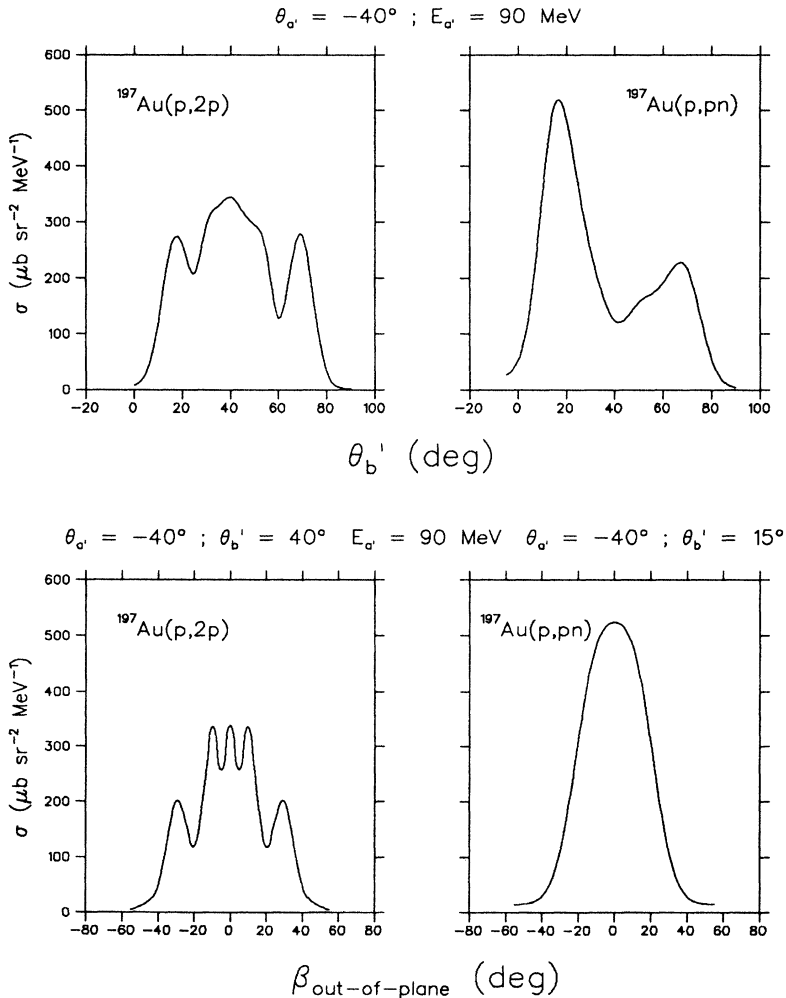 θa' = −40° ; Ea' = 90 MeV
197Au(p,2p)
197Au(p,pn)
σ (μb sr−2 MeV−1)
600
500
400
300
200
100
0
−20 0 20 40 60 80 100
−20 0 20 40 60 80 100
θb' (deg)
θa' = −40° ; θb' = 40° Ea' = 90 MeV θa' = −40° ; θb' = 15°
197Au(p,2p)
197Au(p,pn)
σ (μb sr−2 MeV−1)
600
500
400
300
200
100
0
−80 −60 −40 −20 0 20 40 60 80
−80 −60 −40 −20 0 20 40 60 80
βout−of−plane (deg)